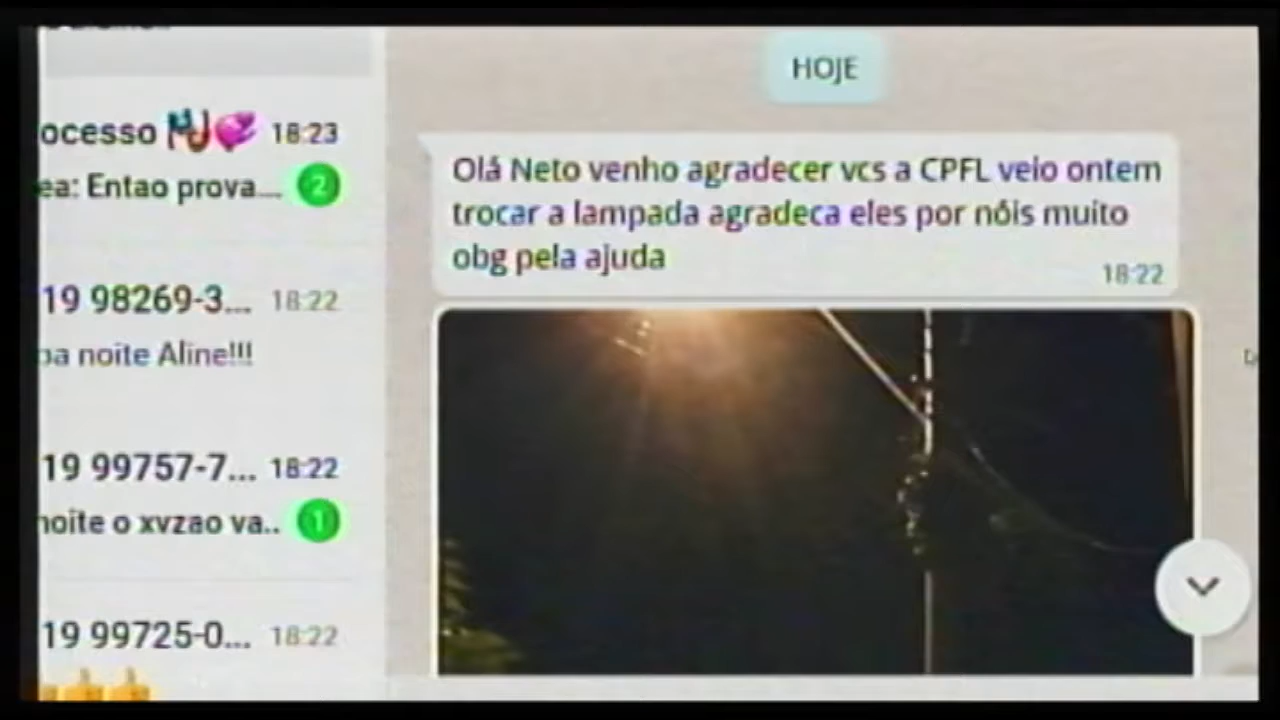 ocesso 18:23
ea: Entao prova... 2
19 98269-3... 18:22
oa noite Aline!!!
19 99757-7... 18:22
noite o xvzao va.. 1
19 99725-0... 18:22
HOJE
Olá Neto venho agradecer vcs a CPFL veio ontem
trocar a lampada agradeca eles por nóis muito
obg pela ajuda
18:22